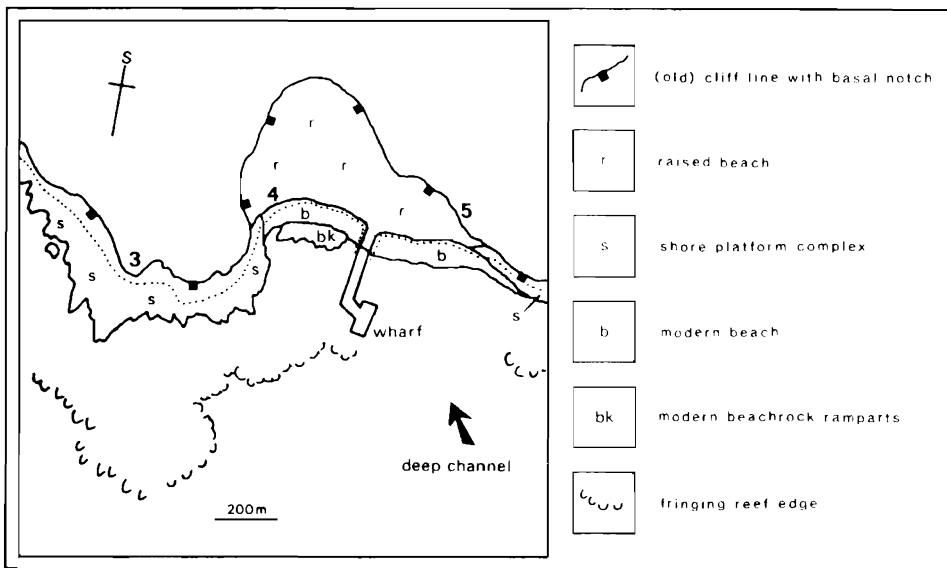 S
r
r
r
4
r
5
b
bk
b
s
3
s
s
s
s
s
wharf
deep channel
200m
(old) cliff line with basal notch
r raised beach
s shore platform complex
b modern beach
bk modern beachrock ramparts
fringing reef edge